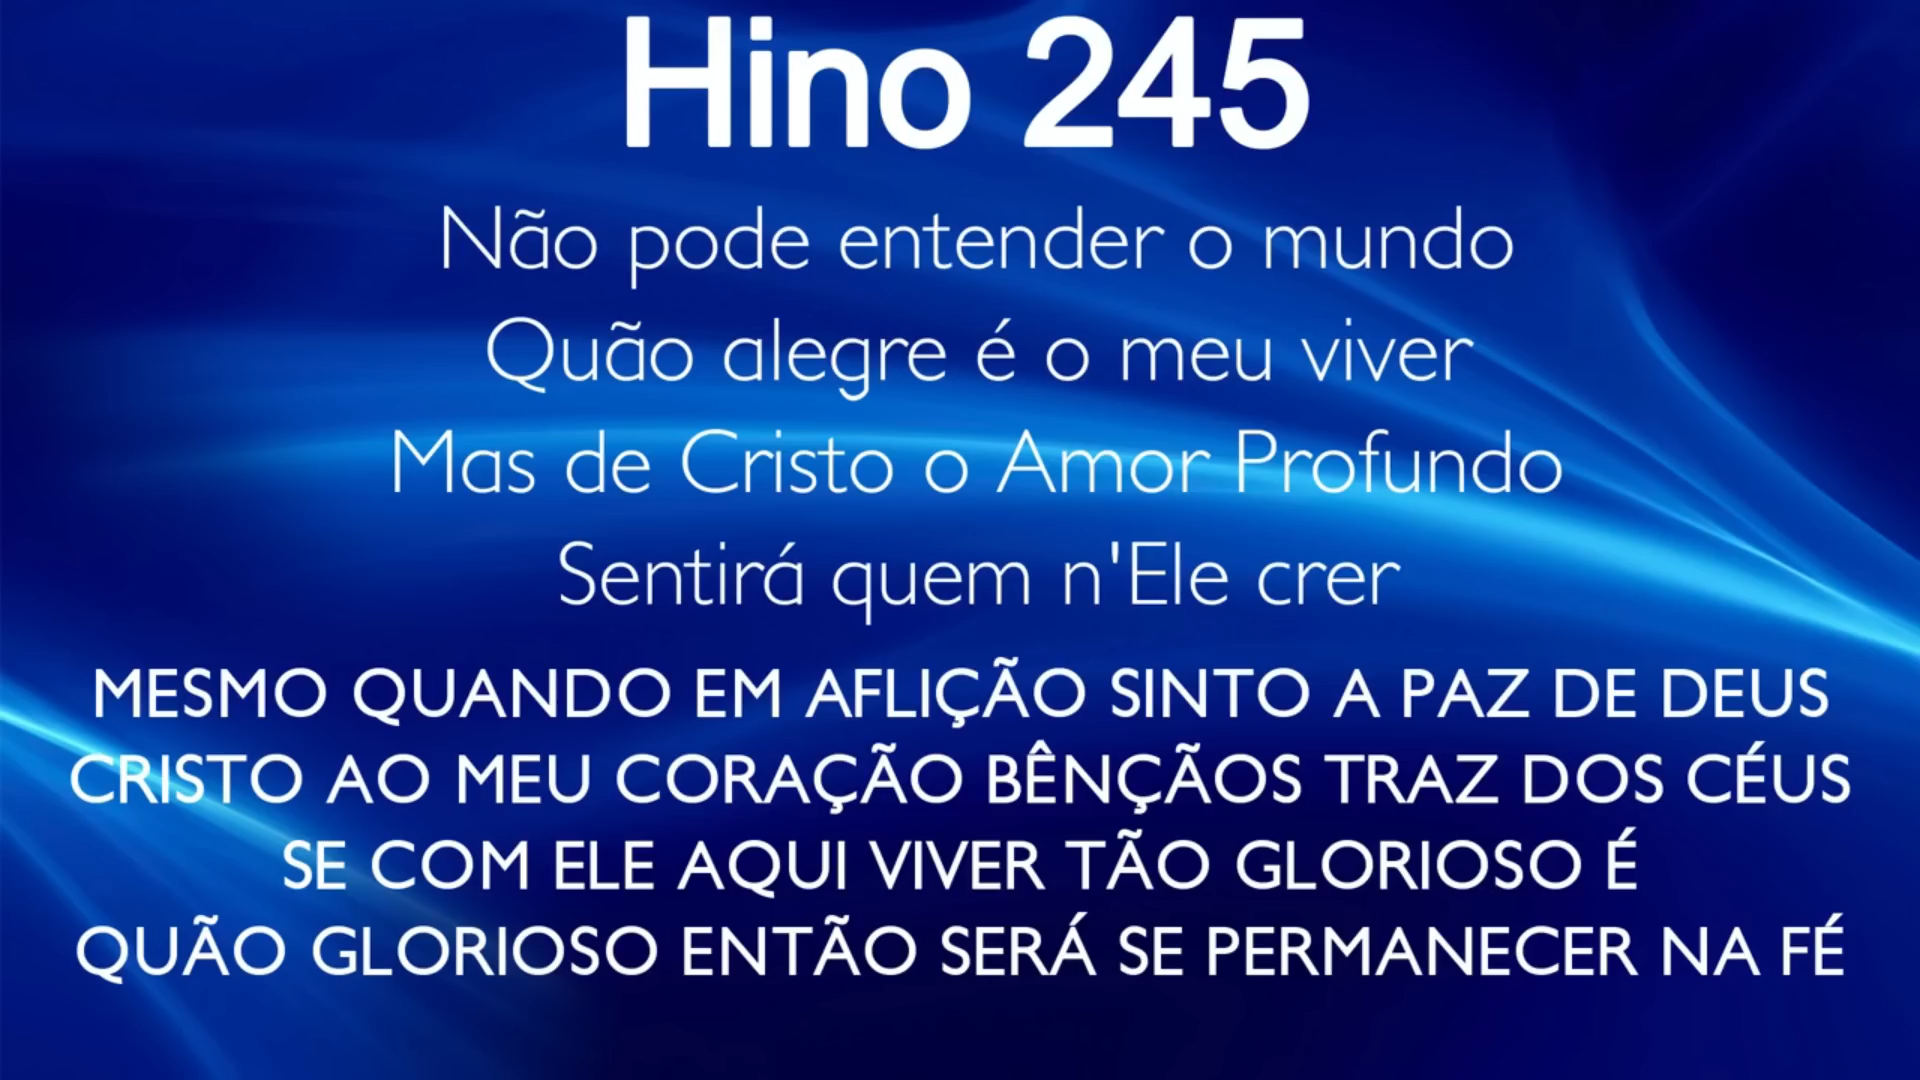 Hino 245
Não pode entender o mundo
Quão alegre é o meu viver
Mas de Cristo o Amor Profundo
Sentirá quem n'Ele crer
MESMO QUANDO EM AFLIÇÃO SINTO A PAZ DE DEUS
CRISTO AO MEU CORAÇÃO BÊNÇÃOS TRAZ DOS CÉUS
SE COM ELE AQUI VIVER TÃO GLORIOSO É
QUÃO GLORIOSO ENTÃO SERÁ SE PERMANECER NA FÉ